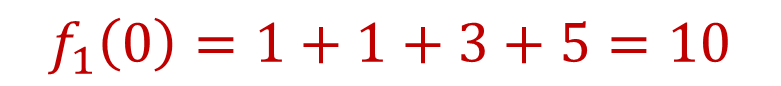 f₁(0) = 1 + 1 + 3 + 5 = 10